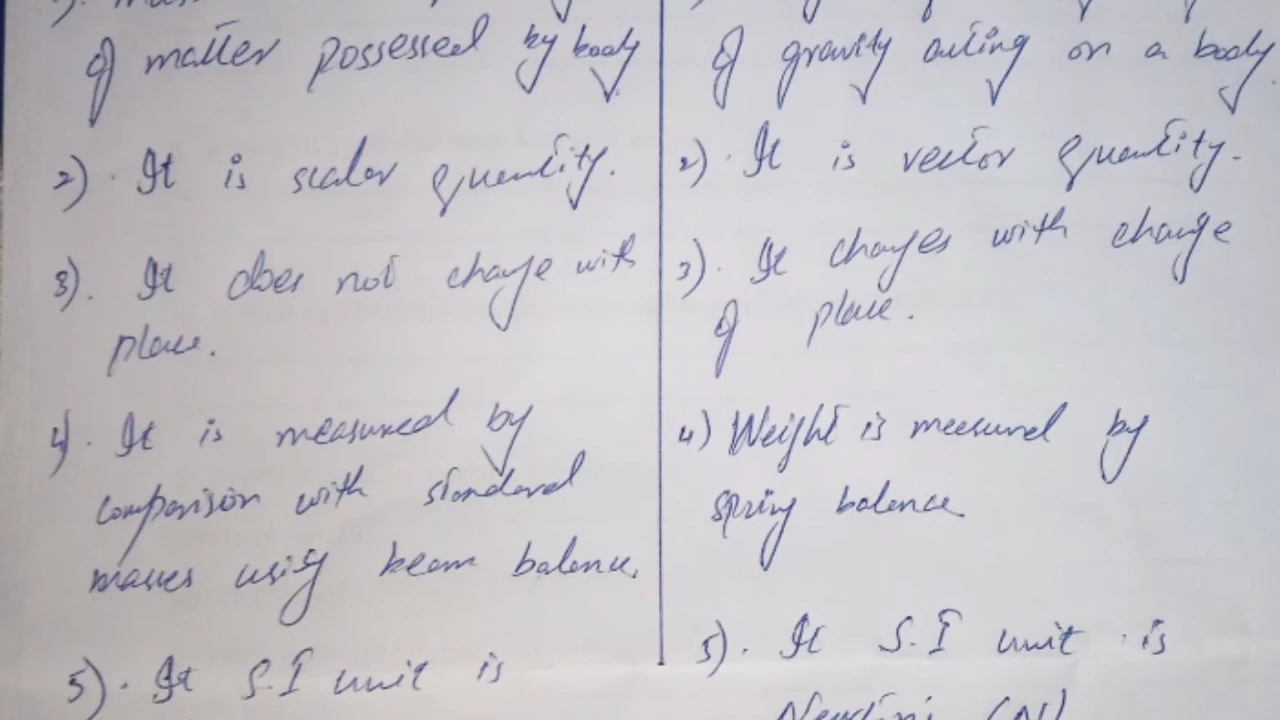 of matter possessed by body
2). It is scalar quantity.
3). It does not change with
place.
4). It is measured by
comparison with standard
masses using beam balance.
5). It S.I unit is
of gravity acting on a body.
2). It is vector quantity.
3). It changes with change
of place.
4) Weight is measured by
spring balance
5). It S.I unit is
Newton (N)